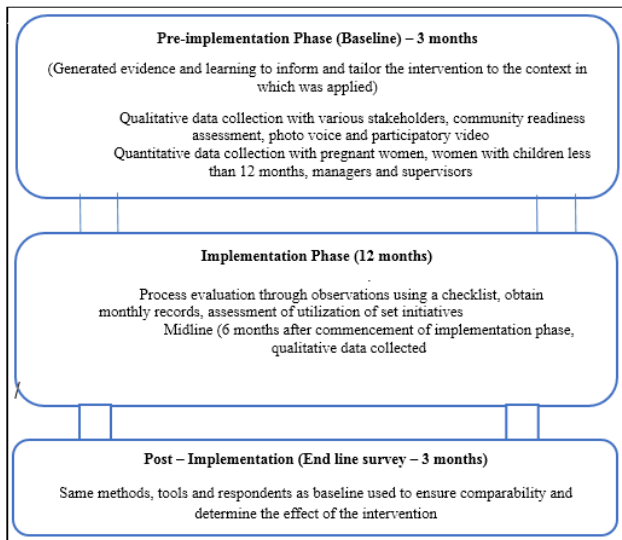 Pre-implementation Phase (Baseline) – 3 months
(Generated evidence and learning to inform and tailor the intervention to the context in
which was applied)
Qualitative data collection with various stakeholders, community readiness
assessment, photo voice and participatory video
Quantitative data collection with pregnant women, women with children less
than 12 months, managers and supervisors
Implementation Phase (12 months)
Process evaluation through observations using a checklist, obtain
monthly records, assessment of utilization of set initiatives
Midline (6 months after commencement of implementation phase,
qualitative data collected
Post – Implementation (End line survey – 3 months)
Same methods, tools and respondents as baseline used to ensure comparability and
determine the effect of the intervention